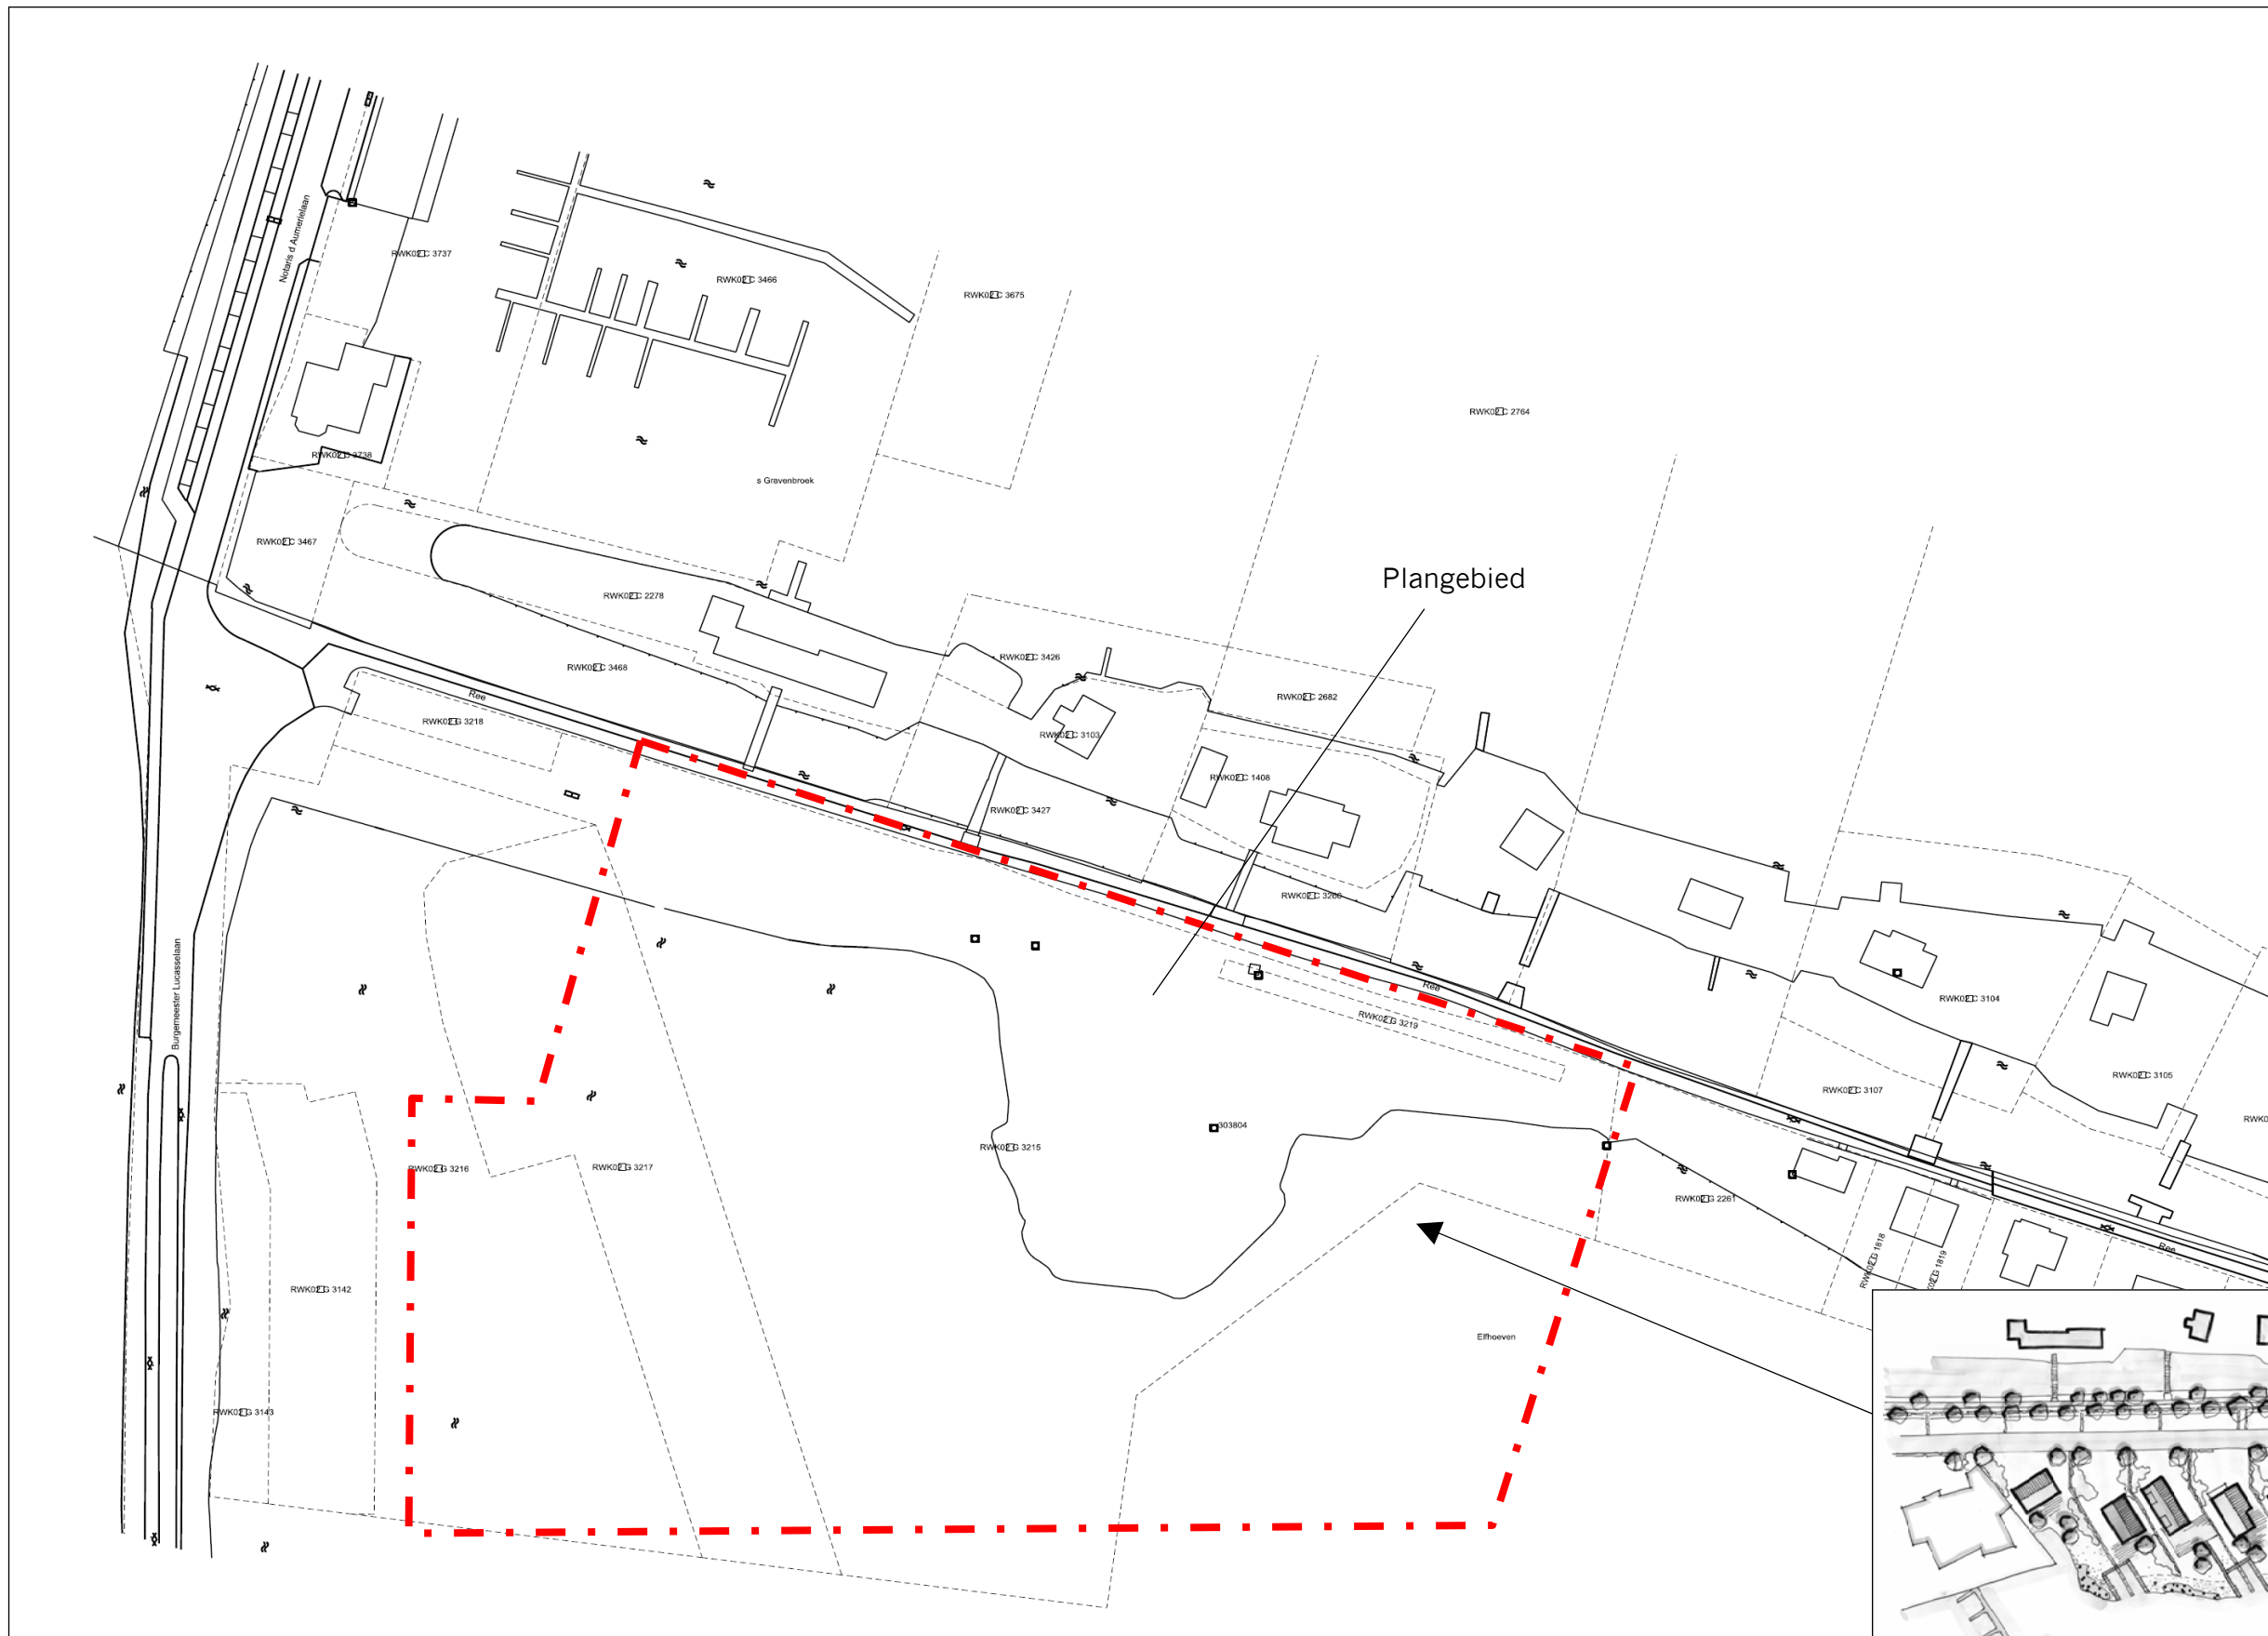 Notaris d Aumerielaan
RWK02 C 3737
RWK02 C 3466
RWK02 C 3675
RWK02 C 2764
RWK02 C 3738
s Gravenbroek
RWK02 C 3467
Plangebied
RWK02 C 2278
RWK02 C 3426
RWK02 C 3468
Ree
RWK02 C 2682
RWK02 G 3218
RWK02 C 3103
RWK02 C 1408
RWK02 C 3427
RWK02 C 3266
Burgemeester Lucasselaan
Ree
RWK02 C 3104
RWK02 G 3219
RWK02 C 3105
RWK02 C 3107
RWK0
303804
RWK02 G 3215
RWK02 G 3216
RWK02 G 3217
RWK02 G 2261
Ree
RWK02 G 1818
K02 G 1819
RWK02 G 3142
Elfhoeven
RWK02 G 3143